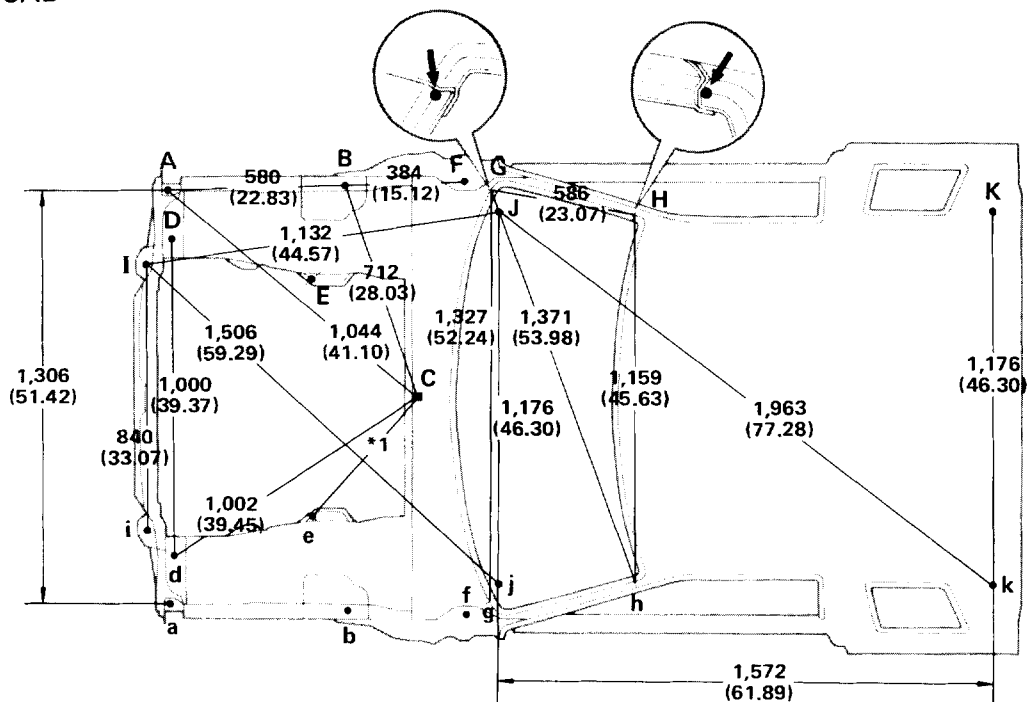 A
B
F
G
H
K
580
(22.83)
384
(15.12)
586
(23.07)
D
J
I
1,132
(44.57)
E
712
(28.03)
1,506
(59.29)
1,044
(41.10)
1,327
(52.24)
1,371
(53.98)
1,306
(51.42)
1,000
(39.37)
C
1,159
(45.63)
1,176
(46.30)
1,176
(46.30)
1,963
(77.28)
840
(33.07)
*1
1,002
(39.45)
i
e
d
j
k
a
b
f
g
h
1,572
(61.89)